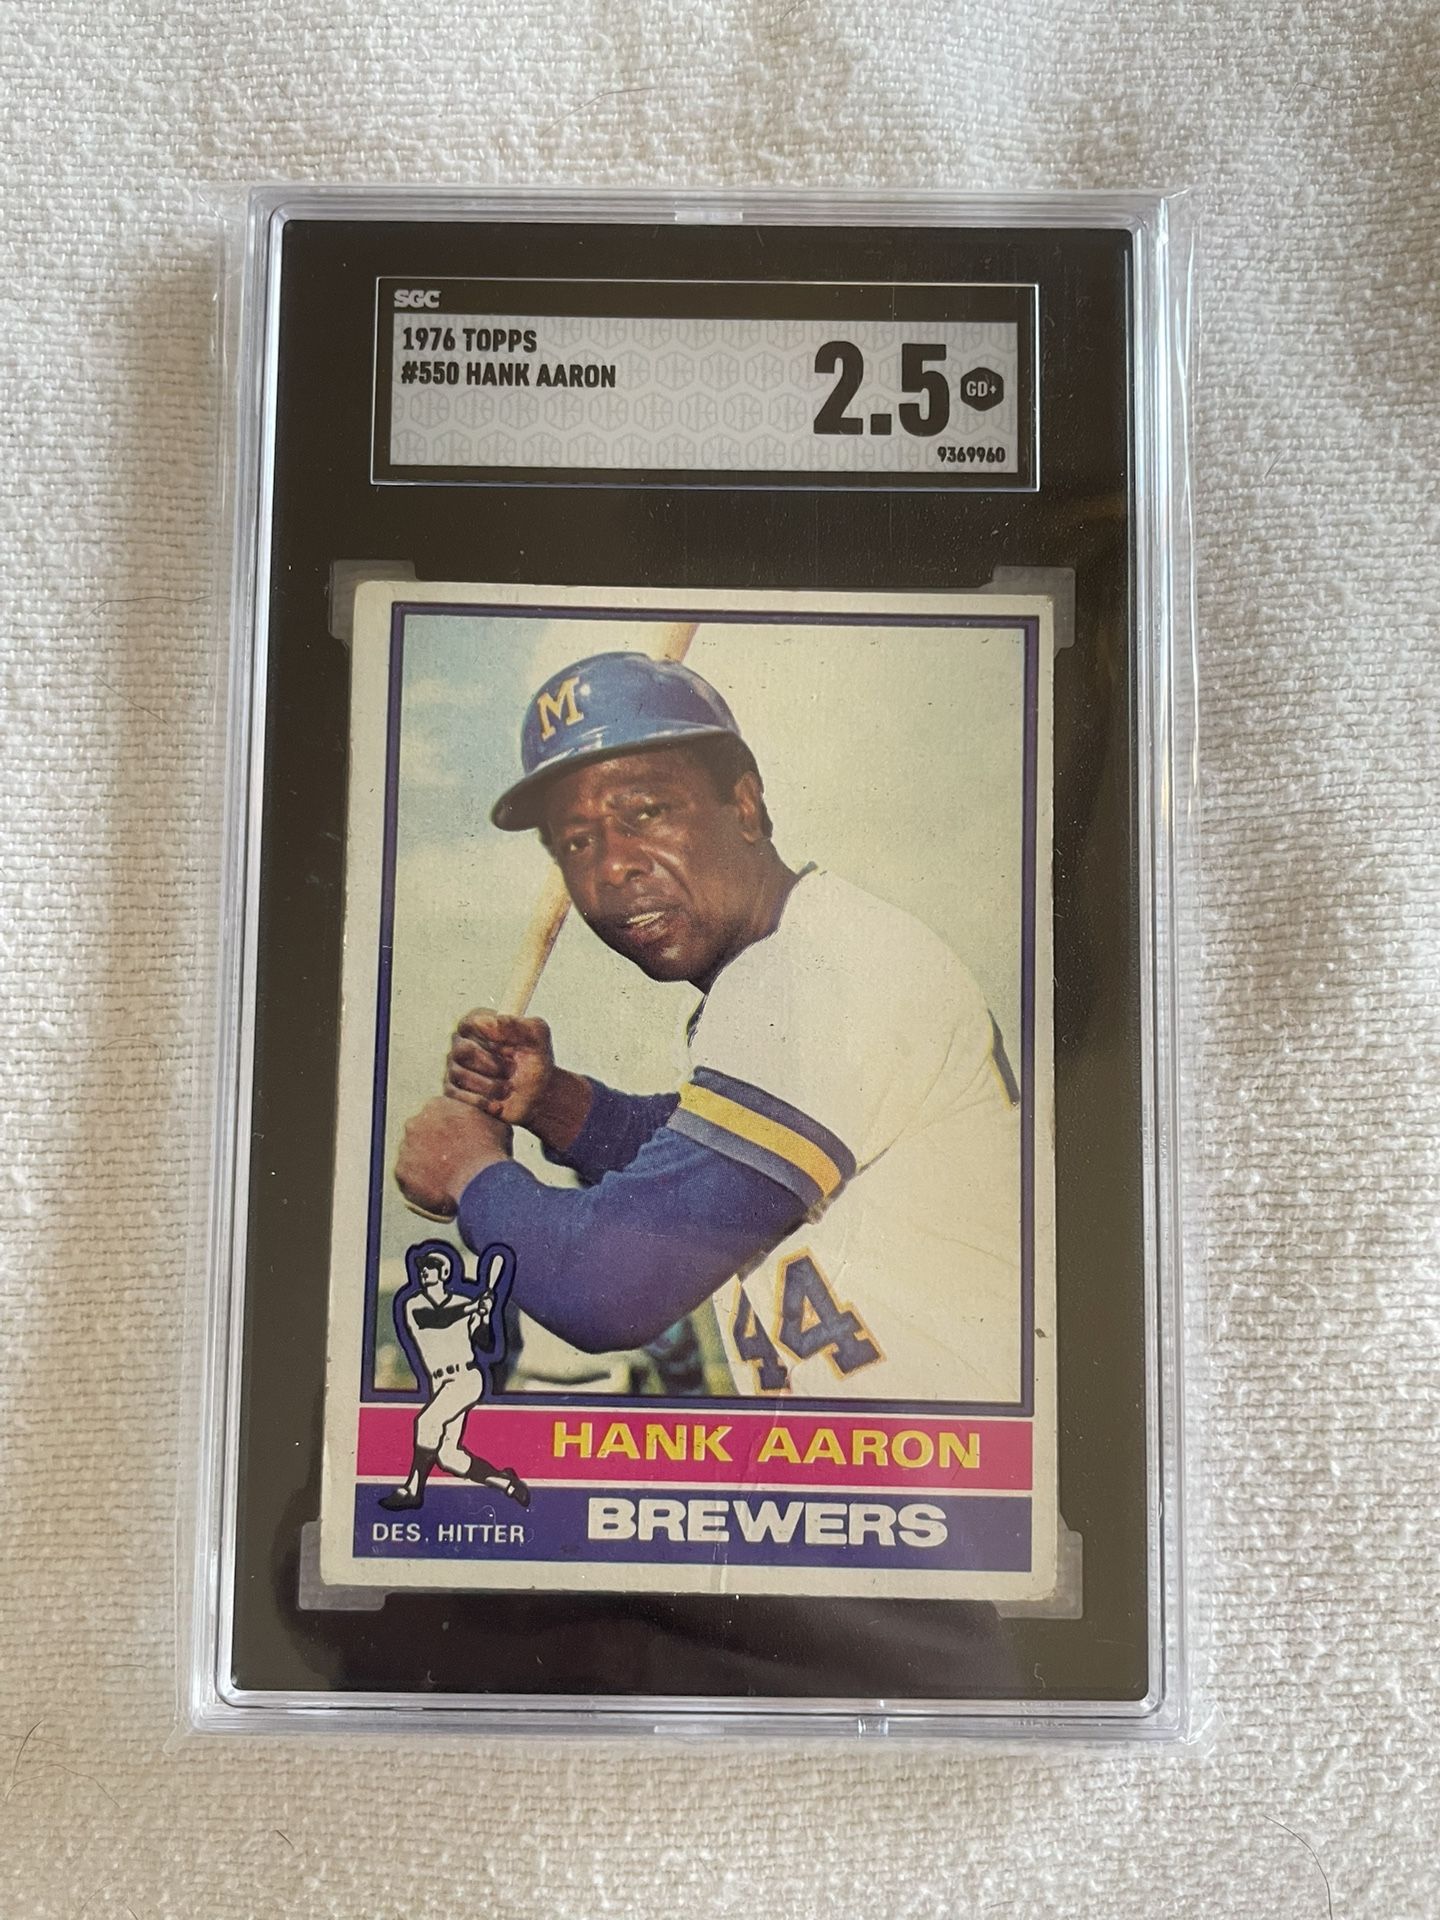 SGC
1976 TOPPS
#550 HANK AARON
2.5 GD+
9369960
M
44
HANK AARON
BREWERS
DES. HITTER